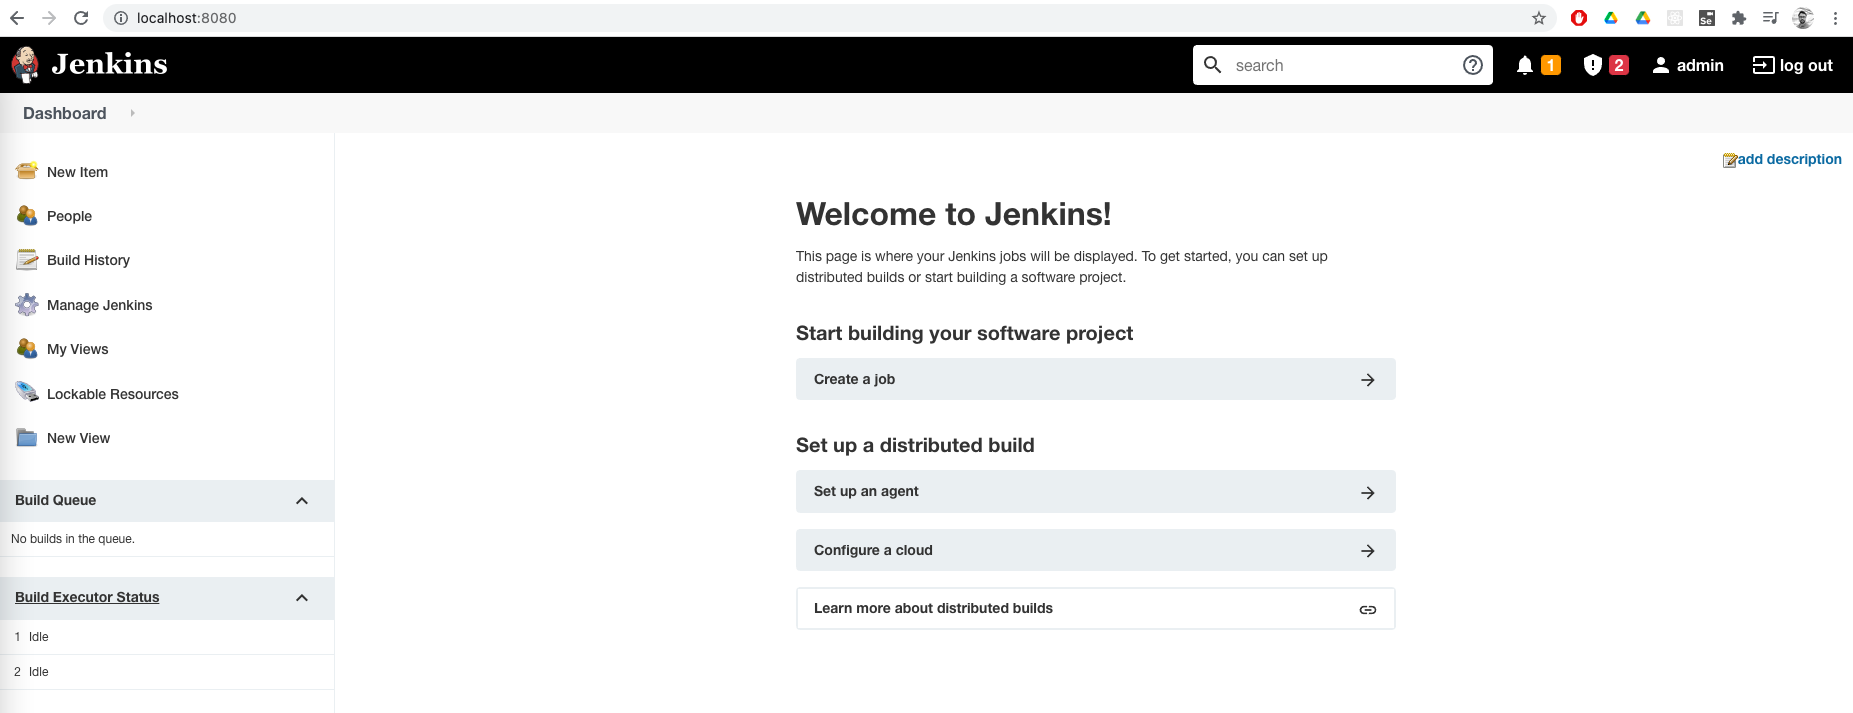 localhost:8080
Se
Jenkins
search
1
2
admin
log out
Dashboard
New Item
People
Build History
Manage Jenkins
My Views
Lockable Resources
New View
Build Queue
No builds in the queue.
Build Executor Status
1 Idle
2 Idle
add description
Welcome to Jenkins!
This page is where your Jenkins jobs will be displayed. To get started, you can set up
distributed builds or start building a software project.
Start building your software project
Create a job
Set up a distributed build
Set up an agent
Configure a cloud
Learn more about distributed builds